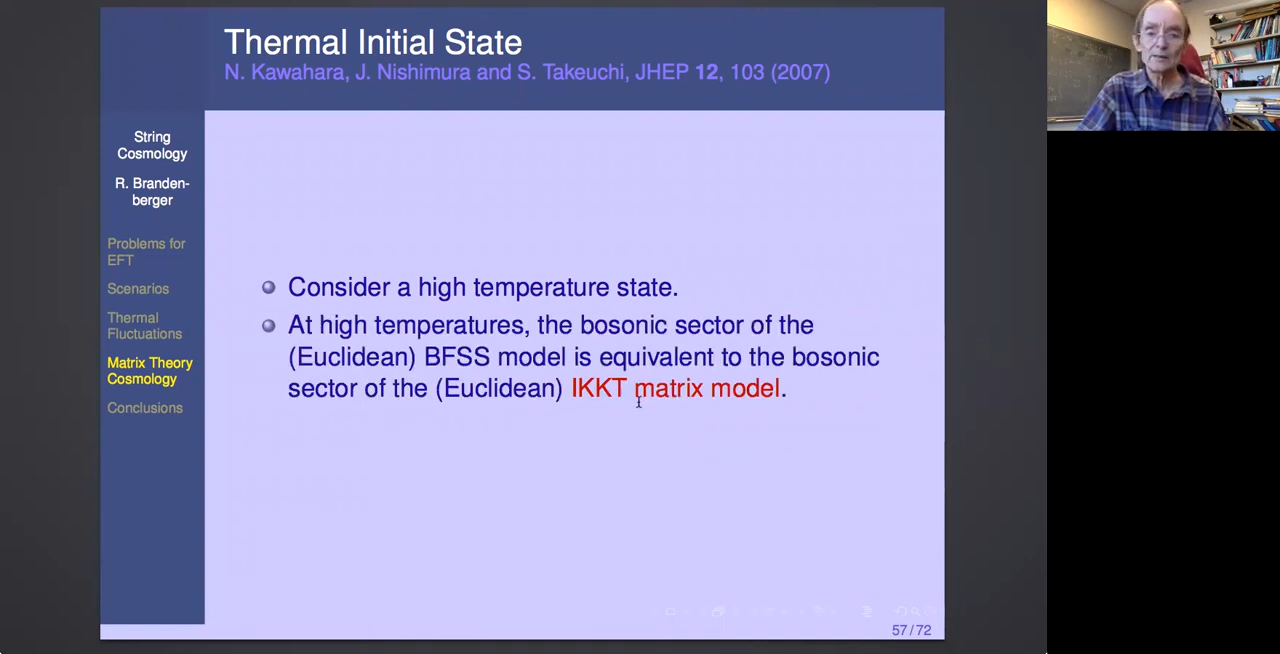 Thermal Initial State
N. Kawahara, J. Nishimura and S. Takeuchi, JHEP 12, 103 (2007)
String
Cosmology
R. Branden-
berger
Problems for
EFT
Scenarios
Thermal
Fluctuations
Matrix Theory
Cosmology
Conclusions
Consider a high temperature state.
At high temperatures, the bosonic sector of the
(Euclidean) BFSS model is equivalent to the bosonic
sector of the (Euclidean) IKKT matrix model.
57/72